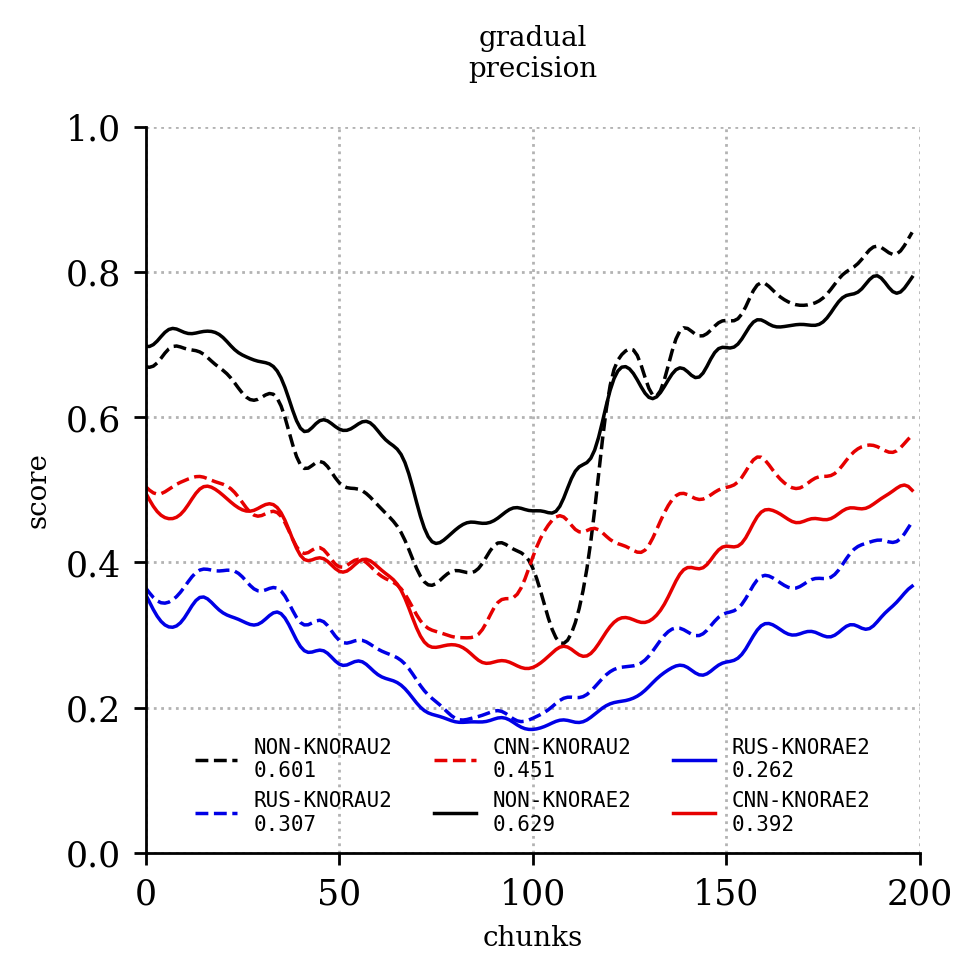 gradual
precision
1.0
0.8
0.6
0.4
0.2
0.0
score
NON-KNORAU2
0.601
RUS-KNORAU2
0.307
CNN-KNORAU2
0.451
NON-KNORAE2
0.629
RUS-KNORAE2
0.262
CNN-KNORAE2
0.392
0
50
100
150
200
chunks